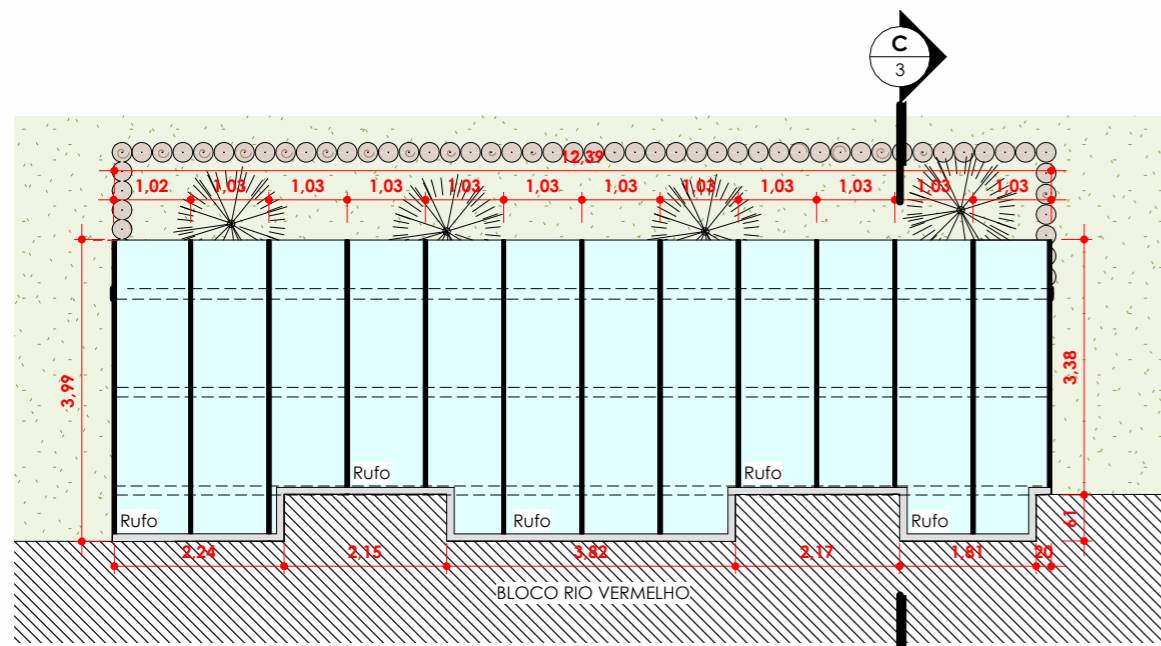 C
3
12,39
1,02 1,03 1,03 1,03 1,03 1,03 1,03 1,03 1,03 1,03 1,03 1,03
3,99
3,38
Rufo Rufo
Rufo Rufo Rufo
61
2,24 2,15 3,82 2,17 1,81 20
BLOCO RIO VERMELHO